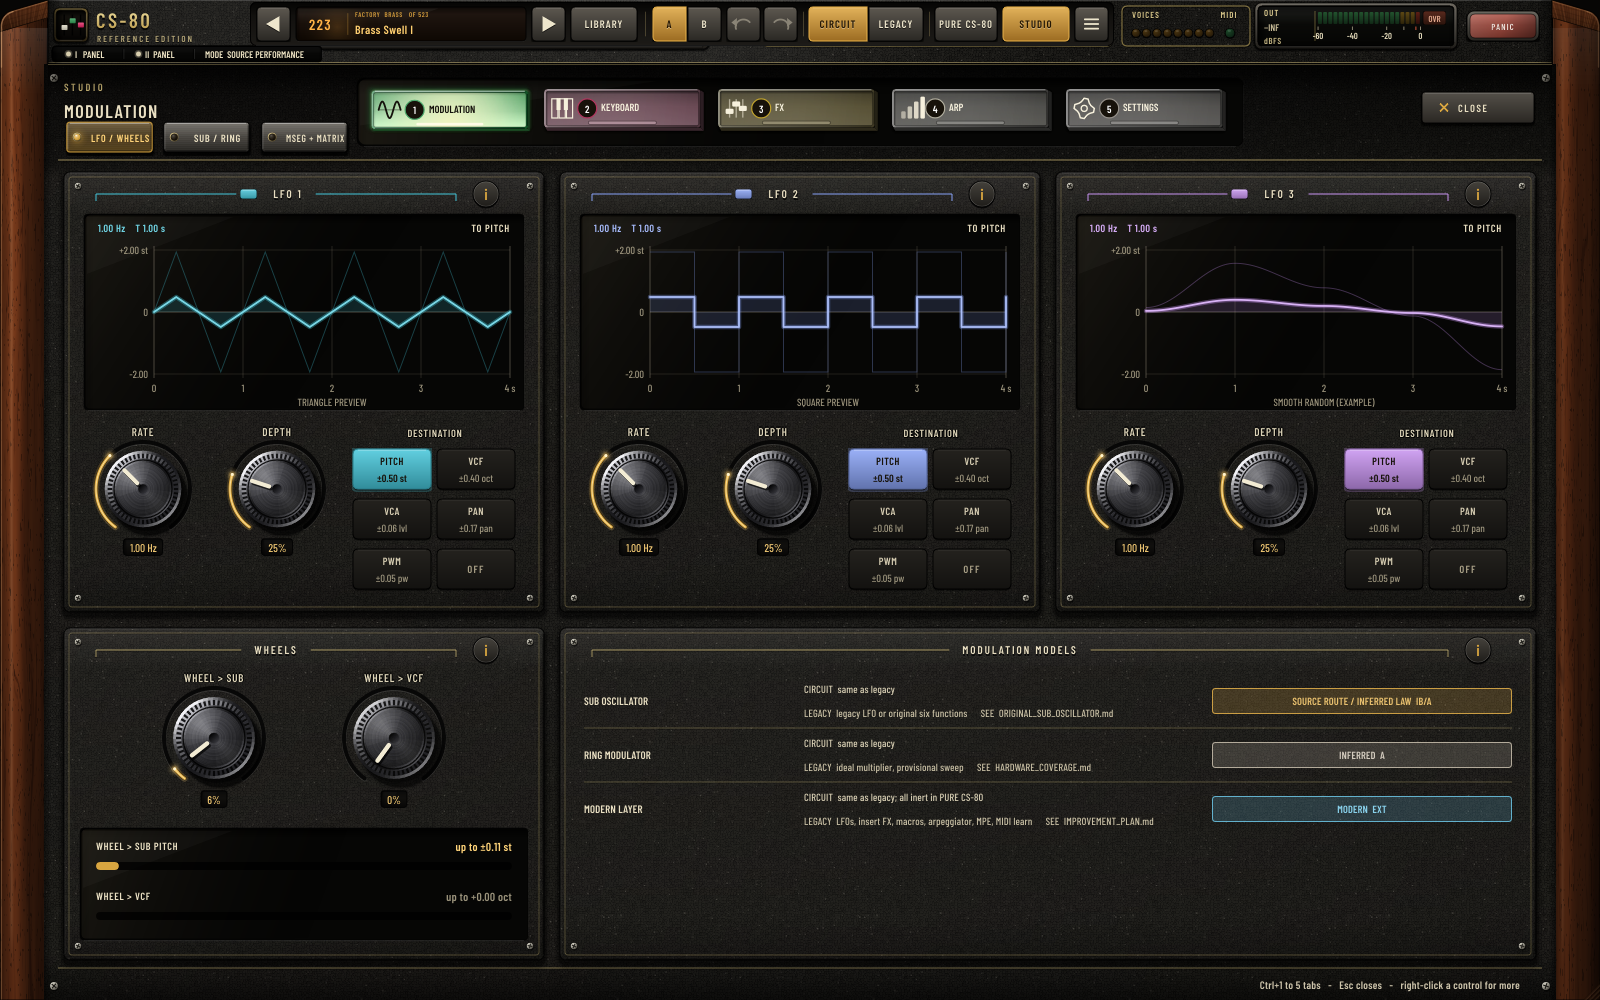 CS-80
REFERENCE EDITION
223
FACTORY BRASS OF 523
Brass Swell I
LIBRARY
A
B
CIRCUIT
LEGACY
PURE CS-80
STUDIO
VOICES
MIDI
OUT
-INF
dBFS
-60
-40
-20
0
OVR
PANIC
I PANEL
II PANEL
MODE SOURCE PERFORMANCE
STUDIO
MODULATION
LFO / WHEELS
SUB / RING
MSEG + MATRIX
1 MODULATION
2 KEYBOARD
3 FX
4 ARP
5 SETTINGS
× CLOSE
LFO 1
i
1.00 Hz T 1.00 s
TO PITCH
+2.00 st
0
-2.00
0
1
2
3
4 s
TRIANGLE PREVIEW
RATE
DEPTH
DESTINATION
PITCH
±0.50 st
VCF
±0.40 oct
VCA
±0.06 lvl
PAN
±0.17 pan
PWM
±0.05 pw
OFF
1.00 Hz
25%
LFO 2
i
1.00 Hz T 1.00 s
TO PITCH
+2.00 st
0
-2.00
0
1
2
3
4 s
SQUARE PREVIEW
RATE
DEPTH
DESTINATION
PITCH
±0.50 st
VCF
±0.40 oct
VCA
±0.06 lvl
PAN
±0.17 pan
PWM
±0.05 pw
OFF
1.00 Hz
25%
LFO 3
i
1.00 Hz T 1.00 s
TO PITCH
+2.00 st
0
-2.00
0
1
2
3
4 s
SMOOTH RANDOM (EXAMPLE)
RATE
DEPTH
DESTINATION
PITCH
±0.50 st
VCF
±0.40 oct
VCA
±0.06 lvl
PAN
±0.17 pan
PWM
±0.05 pw
OFF
1.00 Hz
25%
WHEELS
i
WHEEL > SUB
WHEEL > VCF
6%
0%
WHEEL > SUB PITCH
up to ±0.11 st
WHEEL > VCF
up to +0.00 oct
MODULATION MODELS
i
SUB OSCILLATOR
CIRCUIT same as legacy
LEGACY legacy LFO or original six functions SEE ORIGINAL_SUB_OSCILLATOR.md
SOURCE ROUTE / INFERRED LAW IB/A
RING MODULATOR
CIRCUIT same as legacy
LEGACY ideal multiplier, provisional sweep SEE HARDWARE_COVERAGE.md
INFERRED A
MODERN LAYER
CIRCUIT same as legacy; all inert in PURE CS-80
LEGACY LFOs, insert FX, macros, arpeggiator, MPE, MIDI learn SEE IMPROVEMENT_PLAN.md
MODERN EXT
Ctrl+1 to 5 tabs - Esc closes - right-click a control for more